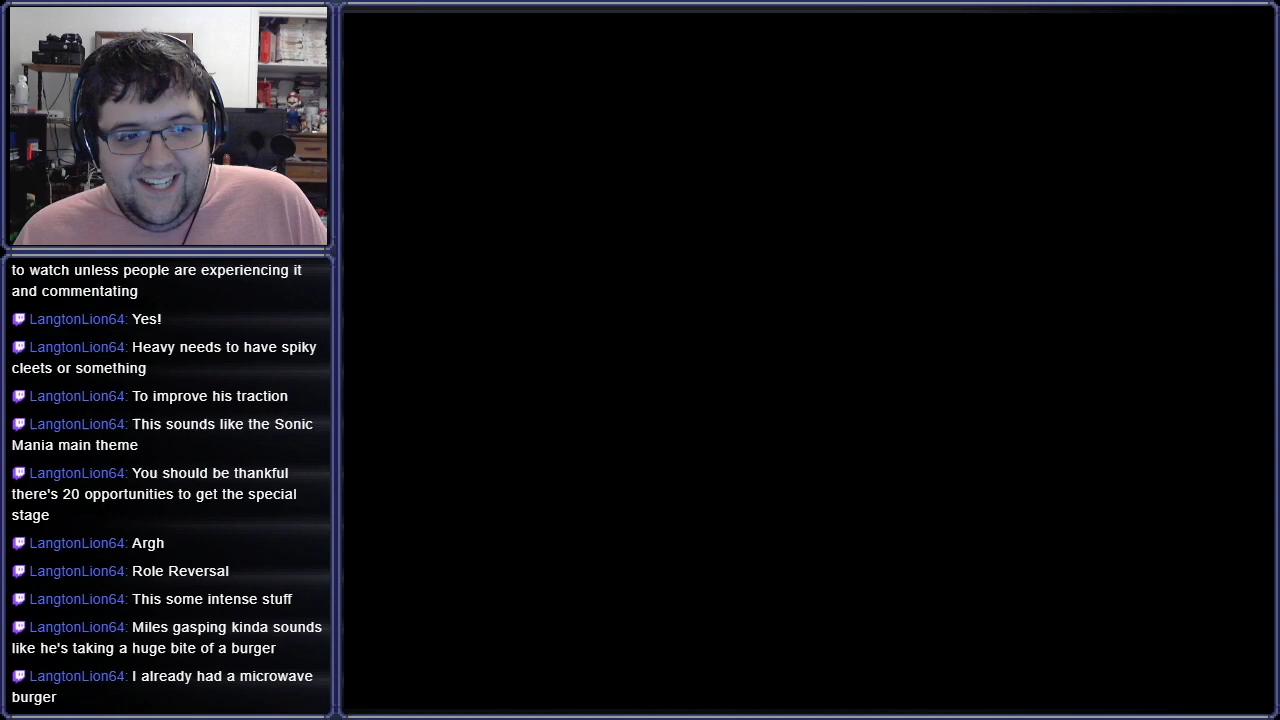 to watch unless people are experiencing it
and commentating
LangtonLion64: Yes!
LangtonLion64: Heavy needs to have spiky
cleets or something
LangtonLion64: To improve his traction
LangtonLion64: This sounds like the Sonic
Mania main theme
LangtonLion64: You should be thankful
there's 20 opportunities to get the special
stage
LangtonLion64: Argh
LangtonLion64: Role Reversal
LangtonLion64: This some intense stuff
LangtonLion64: Miles gasping kinda sounds
like he's taking a huge bite of a burger
LangtonLion64: I already had a microwave
burger